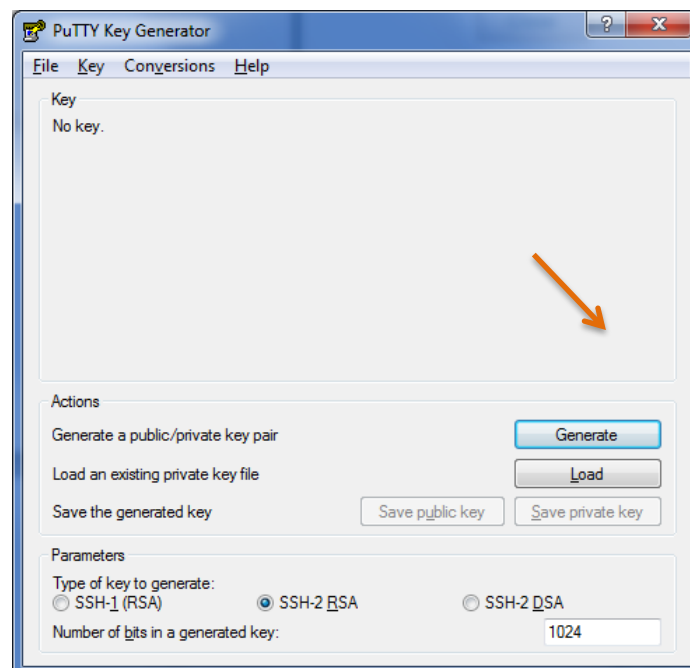 PuTTY Key Generator
File Key Conversions Help
Key
No key.
Actions
Generate a public/private key pair
Generate
Load an existing private key file
Load
Save the generated key
Save public key
Save private key
Parameters
Type of key to generate:
SSH-1 (RSA)
SSH-2 RSA
SSH-2 DSA
Number of bits in a generated key:
1024